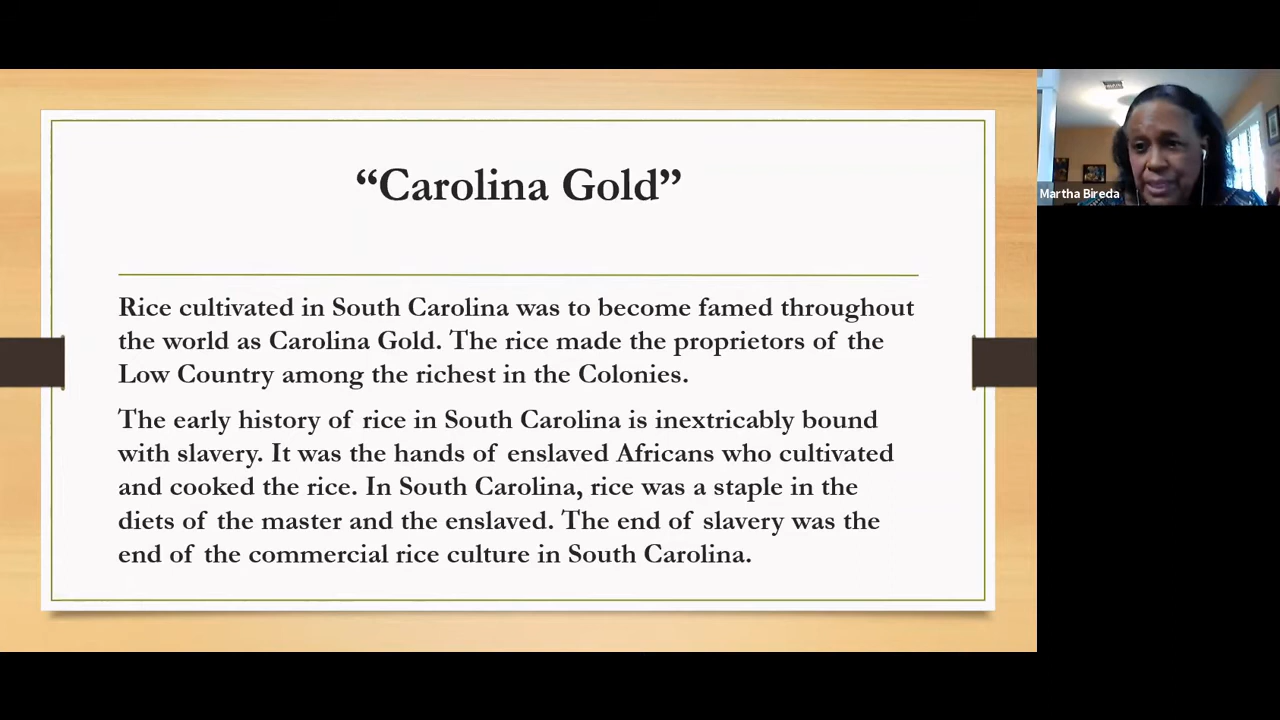 “Carolina Gold”
Rice cultivated in South Carolina was to become famed throughout
the world as Carolina Gold. The rice made the proprietors of the
Low Country among the richest in the Colonies.
The early history of rice in South Carolina is inextricably bound
with slavery. It was the hands of enslaved Africans who cultivated
and cooked the rice. In South Carolina, rice was a staple in the
diets of the master and the enslaved. The end of slavery was the
end of the commercial rice culture in South Carolina.
Martha Bireda